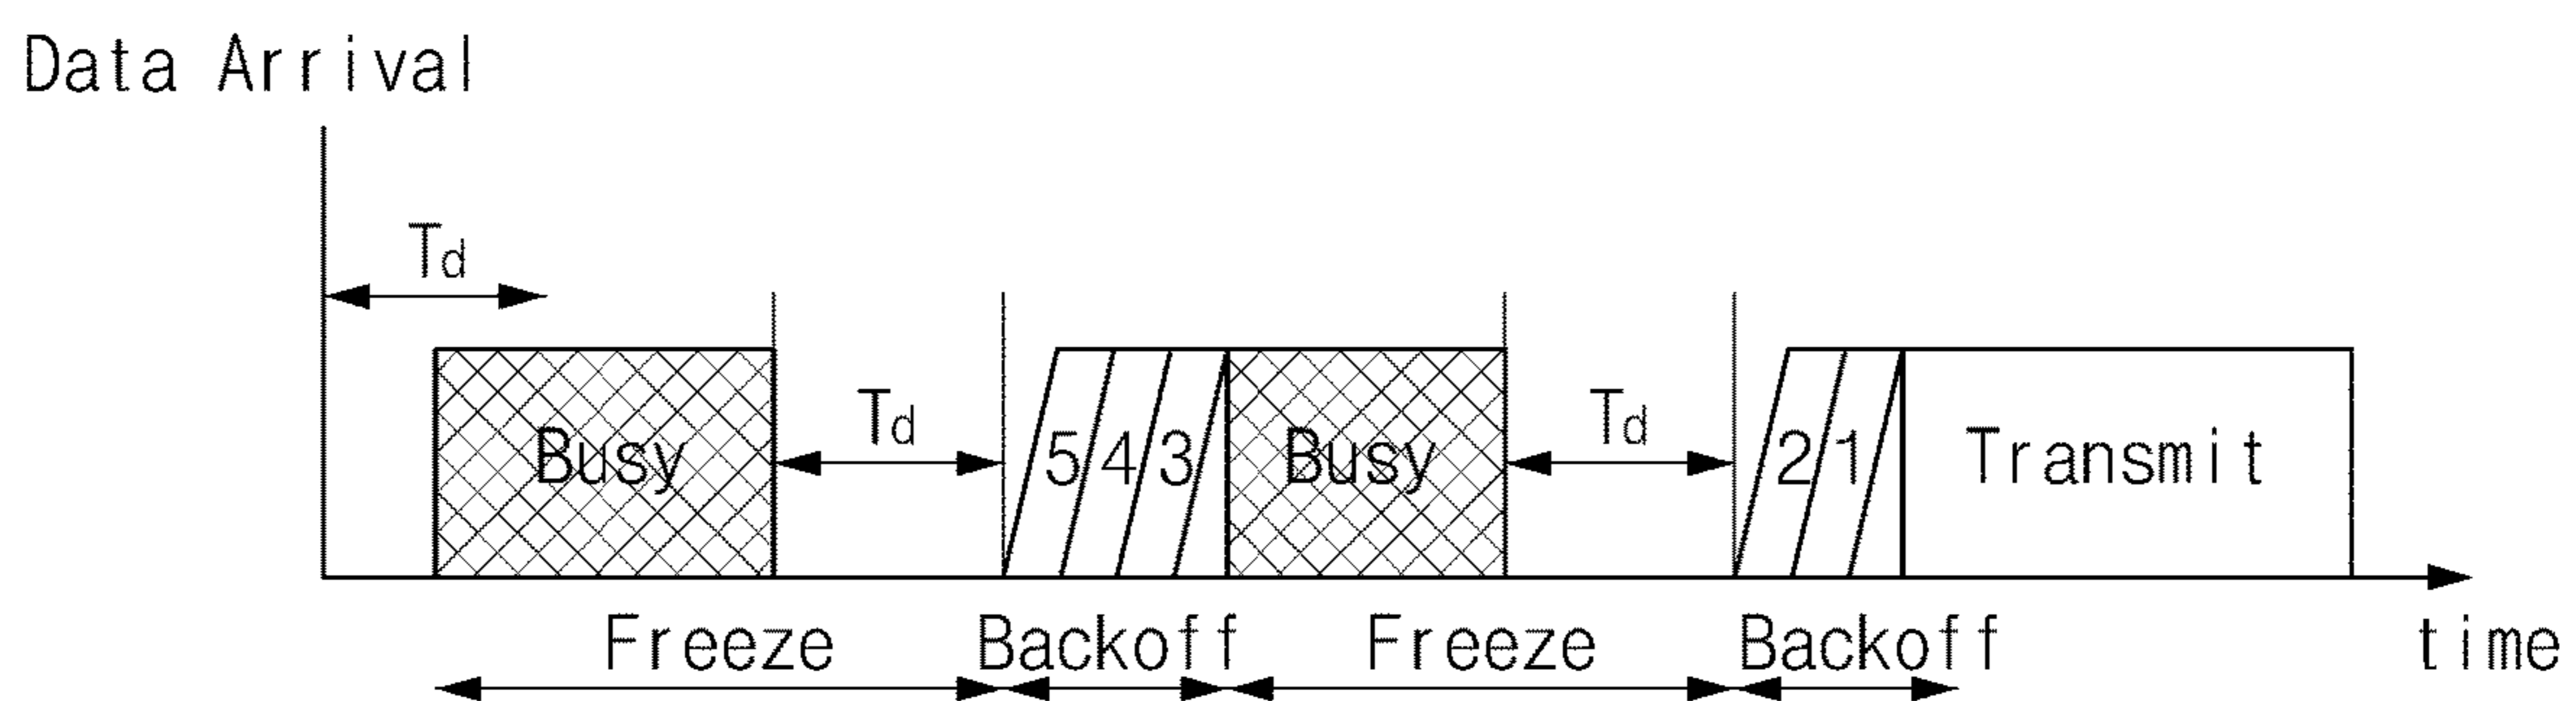 Data Arrival
Td
Busy Td 5 4 3 Busy Td 2 1 Transmit
Freeze Backoff Freeze Backoff time